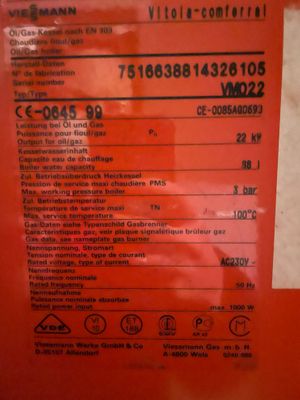 VIESMANN Vitola-comferral
Öl/Gas-Kessel nach EN 303
Chaudière fioul/gaz
Oil/Gas boiler
Herstell-Daten
N° de fabrication
Serial number
7516638814326105
Typ/Type
VM022
CE-0645 99
CE-0085AQ0693
Leistung bei Öl und Gas
Puissance pour fioul/gaz
Output for oil/gaz
22 kW
Kesselwasserinhalt
Capacité eau de chauffage
Boiler water capacity
88 l
Zul. Betriebsüberdruck Heizkessel
Pression de service maxi chaudière PMS
Max. working pressure boiler
3 bar
Zul. Betriebstemperatur
Température de service maxi TN
Max. service temperature
100°C
Gas-Daten siehe Typenschild Gasbrenner
Caractéristiques gaz, voir plaque signalétique brûleur gaz
Gas data, see nameplate gas burner
Nennspannung, Stromart
Tension nominale, type de courant
Rated voltage, type of current
AC230V~
Nennfrequenz
Fréquence nominale
Rated frequency
50 Hz
Nennaufnahme
Puissance nominale absorbée
Rated power input
max. 1000 W
VDE
Viessmann Werke GmbH & Co
D-35107 Allendorf
Viessmann Ges. m. b. H.
A-4600 Wels